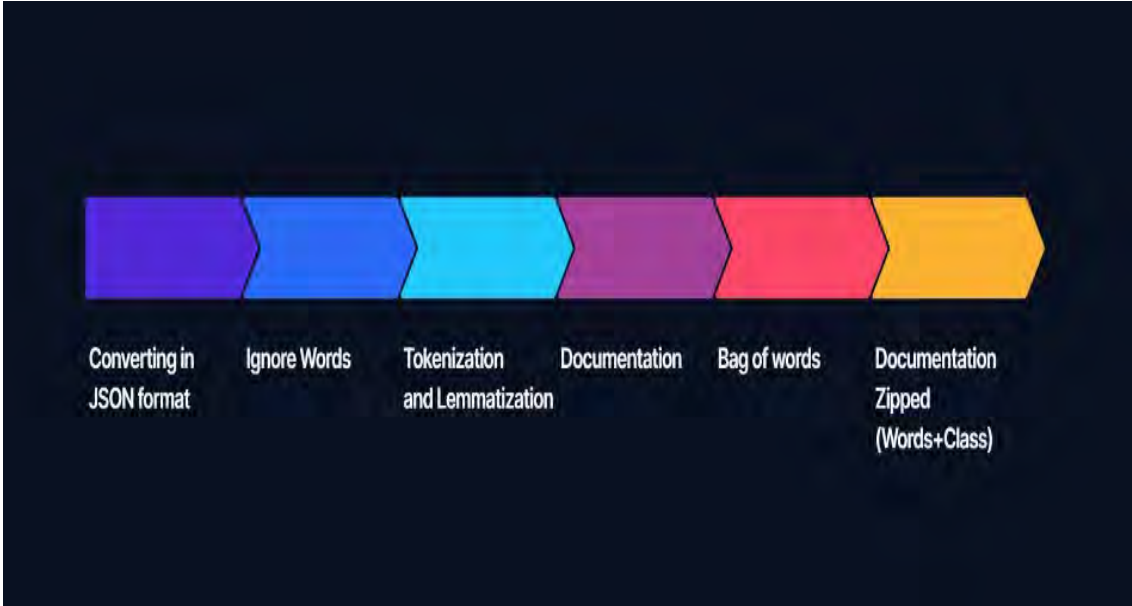 Converting in
JSON format
Ignore Words
Tokenization
and Lemmatization
Documentation
Bag of words
Documentation
Zipped
(Words+Class)